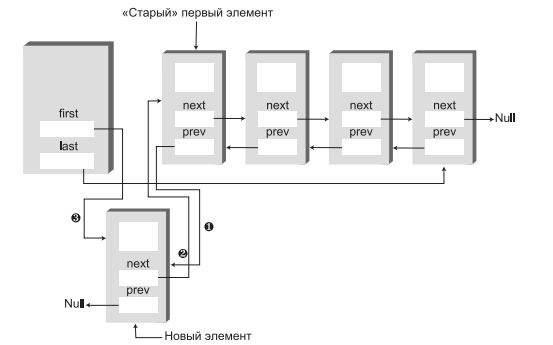 «Старый» первый элемент
next
next
next
next
first
Null
prev
prev
prev
prev
last
❸
❶
❷
next
prev
Null
Новый элемент